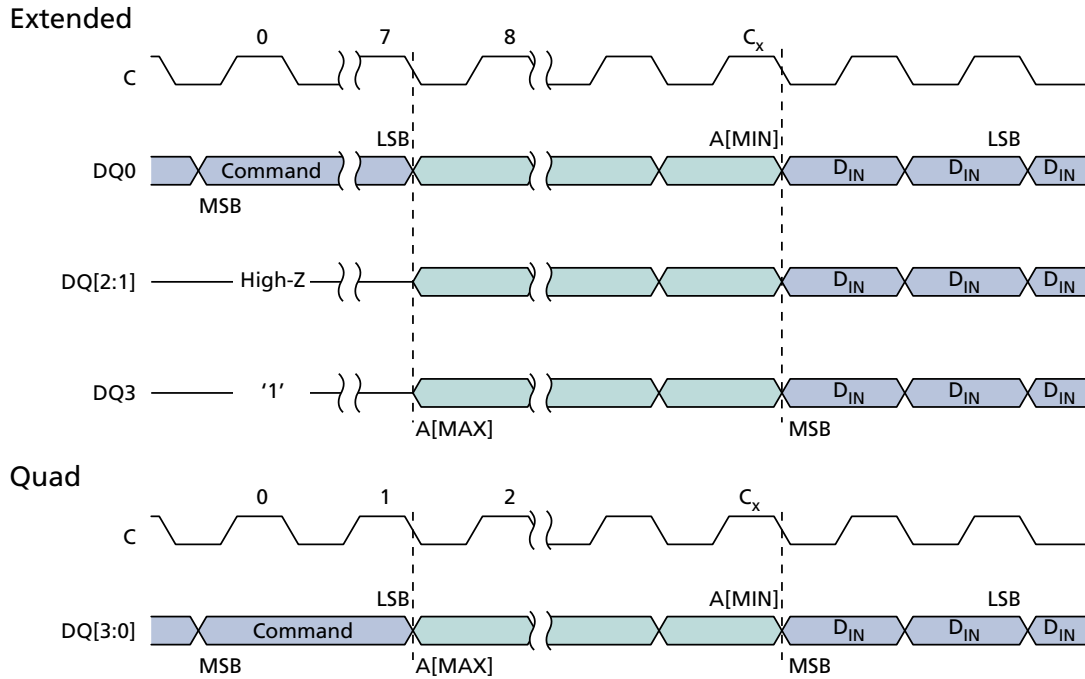 Extended
0 7 8 Cx
C
LSB A[MIN] LSB
DQ0 Command DIN DIN DIN
MSB
DQ[2:1] High-Z DIN DIN DIN
DQ3 ‘1’ DIN DIN DIN
A[MAX] MSB
Quad
0 1 2 Cx
C
LSB A[MIN] LSB
DQ[3:0] Command DIN DIN DIN
MSB A[MAX] MSB